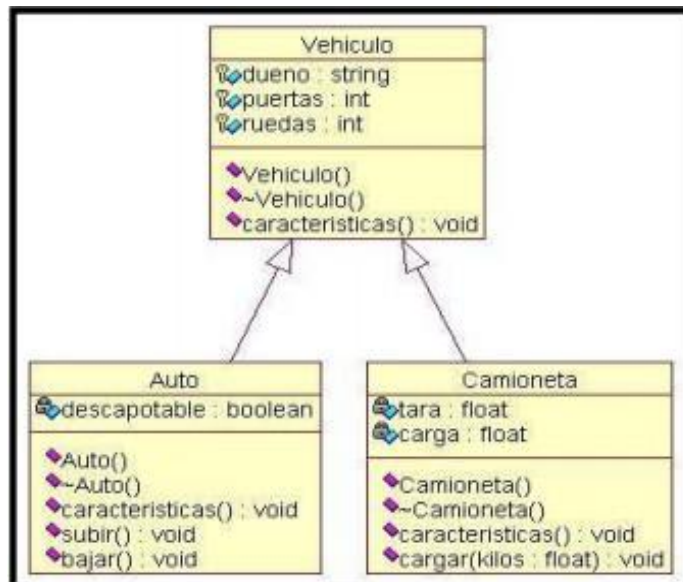 Vehiculo
dueno : string
puertas : int
ruedas : int
Vehiculo()
~Vehiculo()
caracteristicas() : void
Auto
descapotable : boolean
Auto()
~Auto()
caracteristicas() : void
subir() : void
bajar() : void
Camioneta
tara : float
carga : float
Camioneta()
~Camioneta()
caracteristicas() : void
cargar(kilos : float) : void